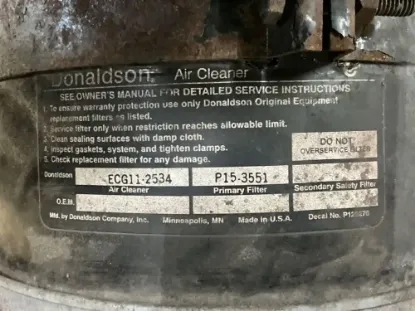 Donaldson. Air Cleaner
SEE OWNER'S MANUAL FOR DETAILED SERVICE INSTRUCTIONS
1. To ensure warranty protection use only Donaldson Original Equipment
replacement filters as listed.
2. Service filter only when restriction reaches allowable limit.
3. Clean sealing surfaces with damp cloth.
4. Inspect gaskets, system, and tighten clamps.
5. Check replacement filter for any damage.
DO NOT
OVERSERVICE FILTER
Donaldson ECG11-2534 P15-3551
Air Cleaner Primary Filter Secondary Safety Filter
O.E.M.
Mfd. by Donaldson Company, Inc. Minneapolis, MN Made in U.S.A. Decal No.